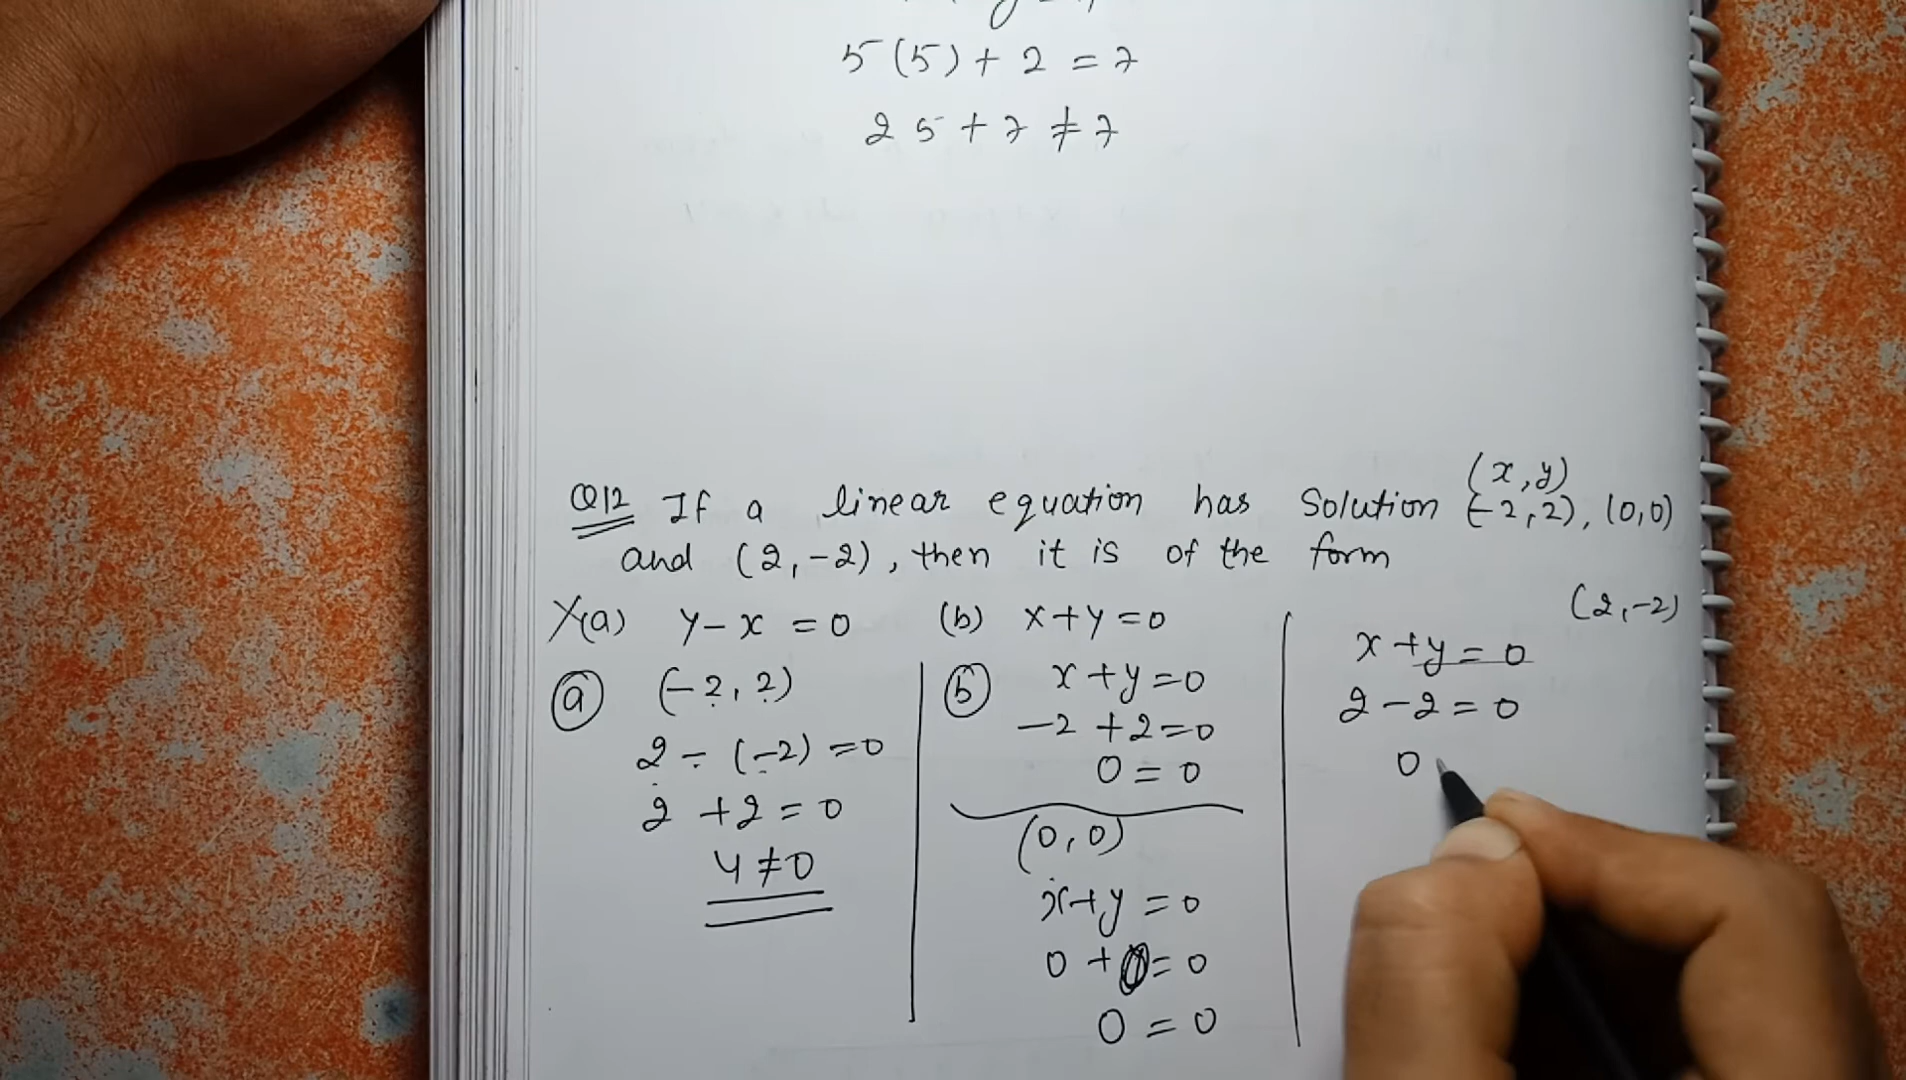 5(5) + 2 = 7
25 + 7 ≠ 7
(x, y)
Q12 If a linear equation has Solution (-2, 2), (0,0)
and (2, -2), then it is of the form
X(a) y - x = 0 (b) x + y = 0
(2, -2)
(a) (-2, 2)
2 - (-2) = 0
2 + 2 = 0
4 ≠ 0
(b) x + y = 0
-2 + 2 = 0
0 = 0
(0, 0)
x + y = 0
0 + 0 = 0
0 = 0
x + y = 0
2 - 2 = 0
0